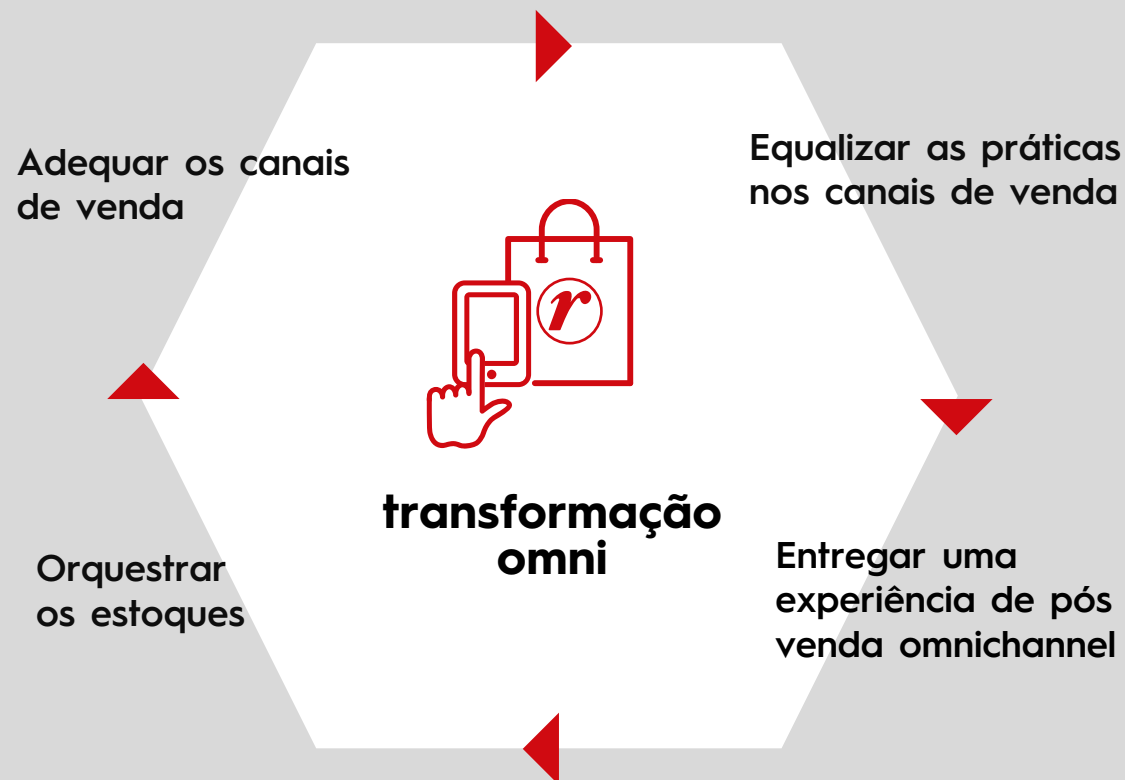 Adequar os canais
de venda
Equalizar as práticas
nos canais de venda
r
transformação
omni
Orquestrar
os estoques
Entregar uma
experiência de pós
venda omnichannel